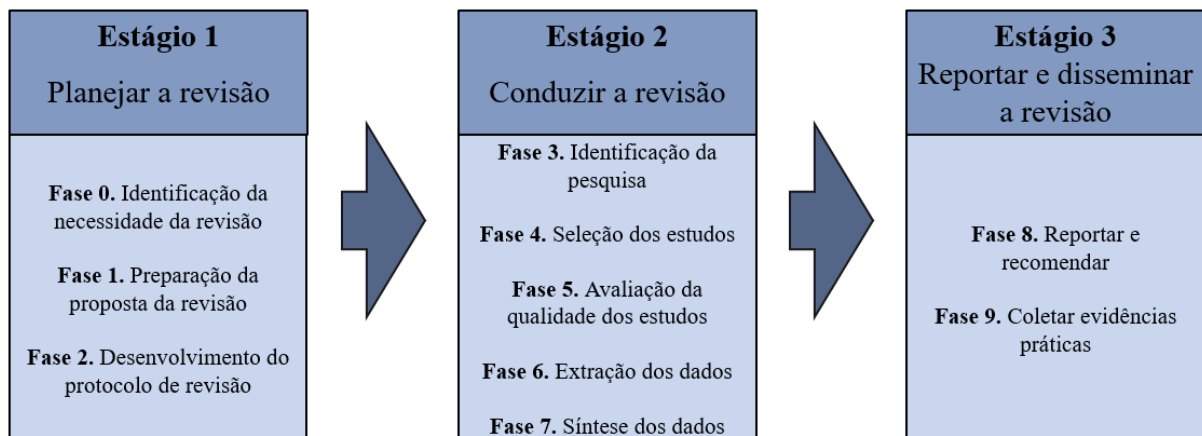 Estágio 1
Planejar a revisão
Fase 0. Identificação da
necessidade da revisão
Fase 1. Preparação da
proposta da revisão
Fase 2. Desenvolvimento do
protocolo de revisão
Estágio 2
Conduzir a revisão
Fase 3. Identificação da
pesquisa
Fase 4. Seleção dos estudos
Fase 5. Avaliação da
qualidade dos estudos
Fase 6. Extração dos dados
Fase 7. Síntese dos dados
Estágio 3
Reportar e disseminar
a revisão
Fase 8. Reportar e
recomendar
Fase 9. Coletar evidências
práticas